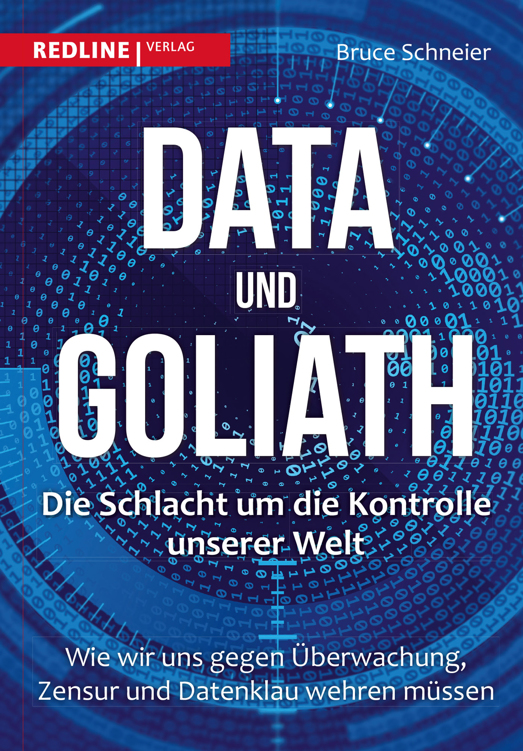 REDLINE | VERLAG
Bruce Schneier
DATA
UND
GOLIATH
Die Schlacht um die Kontrolle
unserer Welt
Wie wir uns gegen Überwachung,
Zensur und Datenklau wehren müssen